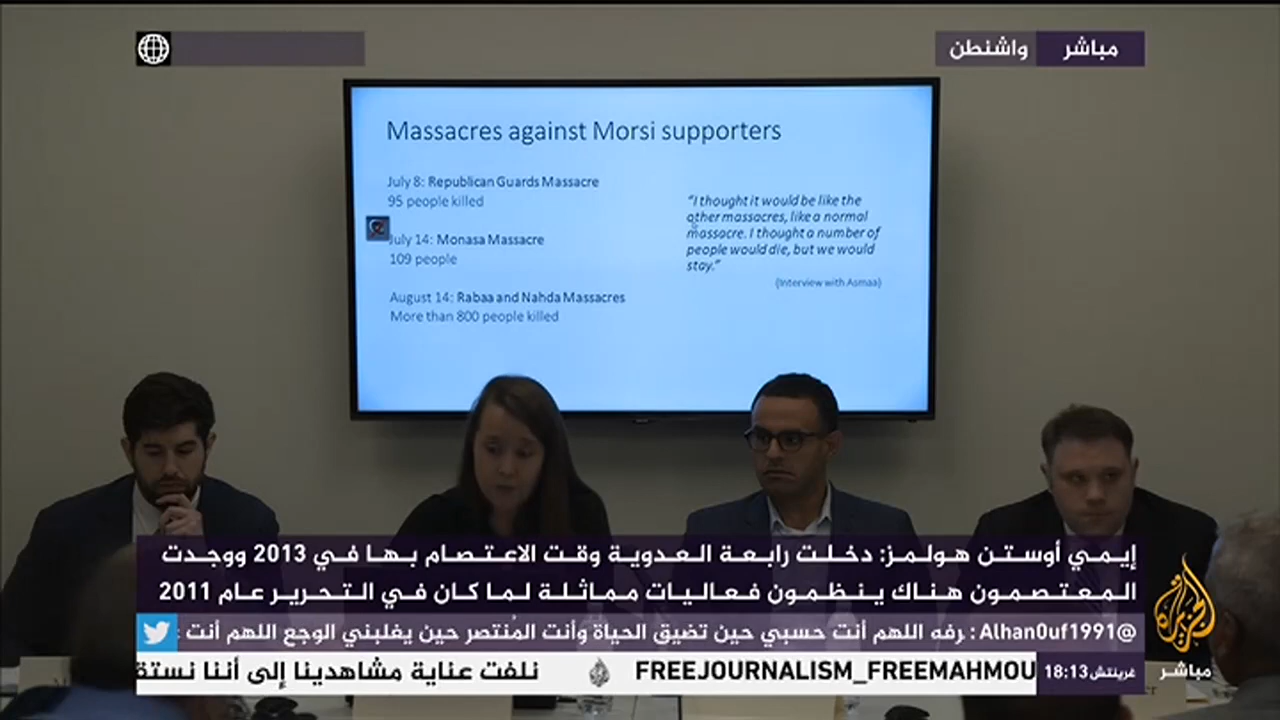 مباشر
واشنطن
Massacres against Morsi supporters
July 8: Republican Guards Massacre
95 people killed
July 14: Monasa Massacre
109 people
August 14: Rabaa and Nahda Massacres
More than 800 people killed
"I thought it would be like the
other massacres, like a normal
massacre. I thought a number of
people would die, but we would
stay."
(Interview with Asmaa)
إيمي أوستن هولمز: دخلت رابعة العدوية وقت الاعتصام بها في 2013 ووجدت
المعتصمون هناك ينظمون فعاليات مماثلة لما كان في التحرير عام 2011
@Alhan0uf1991 : رفه اللهم أنت حسبي حين تضيق الحياة وأنت المُنتصر حين يغلبني الوجع اللهم أنت :
غرينتش 18:13
FREEJOURNALISM_FREEMAHMOU
نلفت عناية مشاهدينا إلى أننا نستق
الجزيرة
مباشر